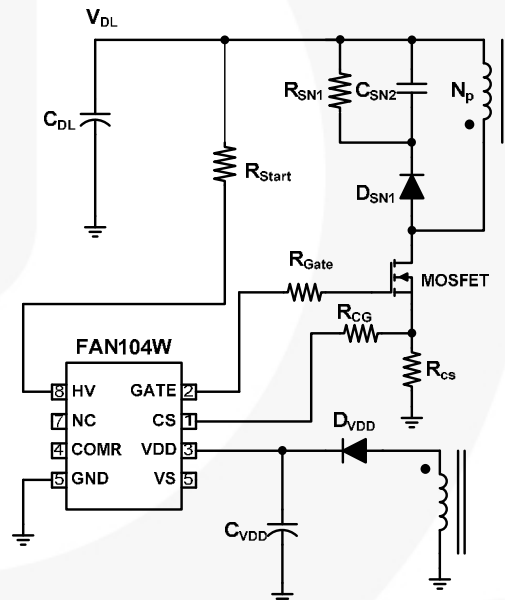 V_DL
R_SN1 C_SN2 N_p
C_DL
R_Start
D_SN1
R_Gate
MOSFET
R_CG
FAN104W
R_cs
8 HV GATE 2
7 NC CS 1
D_VDD
4 COMR VDD 3
5 GND VS 5
C_VDD